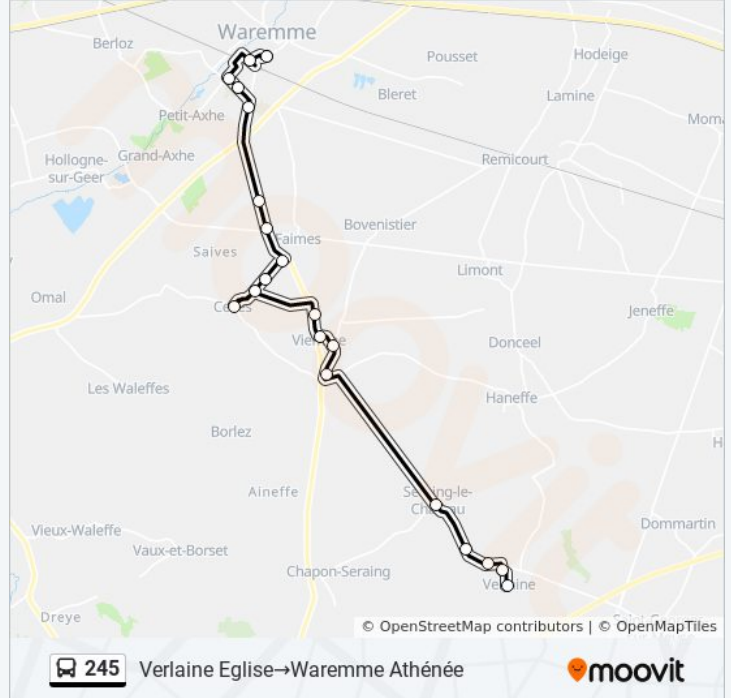 Waremme
Berloz
Pousset
Hodeige
Bleret
Lamine
Petit-Axhe
Grand-Axhe
Hollogne-
sur-Geer
Remicourt
Bovenistier
Faimes
Saives
Limont
Omal
Jeneffe
Donceel
Les Waleffes
Haneffe
Borlez
Aineffe
Dommartin
Vieux-Waleffe
Vaux-et-Borset
Chapon-Seraing
Dreye
© OpenStreetMap contributors | © OpenMapTiles
245 Verlaine Eglise→Waremme Athénée
moovit